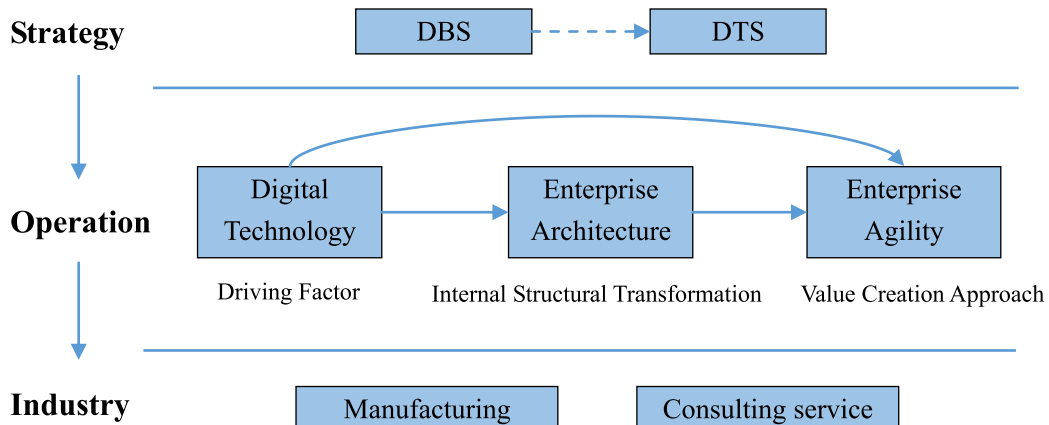 Strategy
DBS
DTS
Operation
Digital
Technology
Enterprise
Architecture
Enterprise
Agility
Driving Factor
Internal Structural Transformation
Value Creation Approach
Industry
Manufacturing
Consulting service